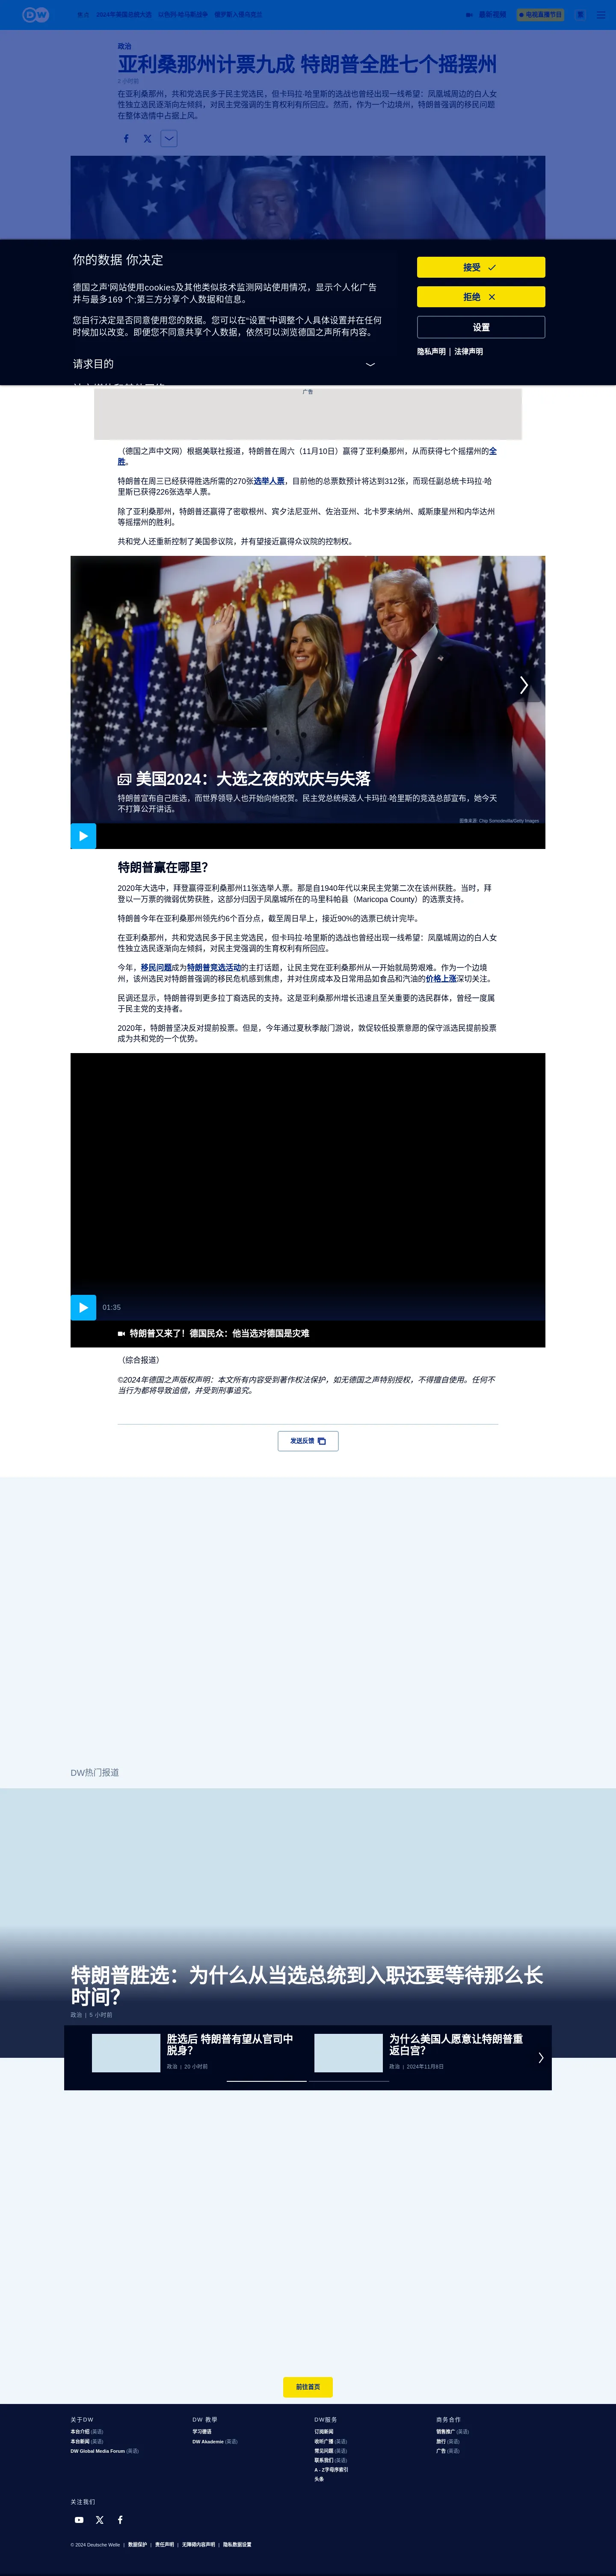 DW
2024年美国总统大选 以色列-哈马斯战争 俄罗斯入侵乌克兰
最新视频
电视直播节目
政治
亚利桑那州计票九成 特朗普全胜七个摇摆州
2 小时前
在亚利桑那州，共和党选民多于民主党选民，但卡玛拉·哈里斯的选战也曾经出现一线希望：凤凰城周边的白人女
性独立选民逐渐向左倾斜，对民主党强调的生育权利有所回应。然而，作为一个边境州，特朗普强调的移民问题
在整体选情中占据上风。
你的数据 你决定
德国之声'网站使用cookies及其他类似技术监测网站使用情况，显示个人化广告
并与最多169 个;第三方分享个人数据和信息。
您自行决定是否同意使用您的数据。您可以在“设置”中调整个人具体设置并在任何
时候加以改变。即便您不同意共享个人数据，依然可以浏览德国之声所有内容。
请求目的
接受
拒绝
设置
隐私声明 | 法律声明
广告
（德国之声中文网）根据美联社报道，特朗普在周六（11月10日）赢得了亚利桑那州，从而获得七个摇摆州的全
胜。
特朗普在周三已经获得胜选所需的270张选举人票，目前他的总票数预计将达到312张，而现任副总统卡玛拉·哈
里斯已获得226张选举人票。
除了亚利桑那州，特朗普还赢得了密歇根州、宾夕法尼亚州、佐治亚州、北卡罗来纳州、威斯康星州和内华达州
等摇摆州的胜利。
共和党人还重新控制了美国参议院，并有望接近赢得众议院的控制权。
美国2024：大选之夜的欢庆与失落
特朗普宣布自己胜选，而世界领导人也开始向他祝贺。民主党总统候选人卡玛拉·哈里斯的竞选总部宣布，她今天
不打算公开讲话。
图像来源: Chip Somodevilla/Getty Images
特朗普赢在哪里？
2020年大选中，拜登赢得亚利桑那州11张选举人票。那是自1940年代以来民主党第二次在该州获胜。当时，拜
登以一万票的微弱优势获胜，这部分归因于凤凰城所在的马里科帕县（Maricopa County）的选票支持。
特朗普今年在亚利桑那州领先约6个百分点，截至周日早上，接近90%的选票已统计完毕。
在亚利桑那州，共和党选民多于民主党选民，但卡玛拉·哈里斯的选战也曾经出现一线希望：凤凰城周边的白人女
性独立选民逐渐向左倾斜，对民主党强调的生育权利有所回应。
今年，移民问题成为特朗普竞选活动的主打话题，让民主党在亚利桑那州从一开始就局势艰难。作为一个边境
州，该州选民对特朗普强调的移民危机感到焦虑，并对住房成本及日常用品如食品和汽油的价格上涨深切关注。
民调还显示，特朗普得到更多拉丁裔选民的支持。这是亚利桑那州增长迅速且至关重要的选民群体，曾经一度属
于民主党的支持者。
2020年，特朗普坚决反对提前投票。但是，今年通过夏秋季敲门游说，敦促较低投票意愿的保守派选民提前投票
成为共和党的一个优势。
01:35
特朗普又来了！德国民众：他当选对德国是灾难
（综合报道）
©2024年德国之声版权声明：本文所有内容受到著作权法保护，如无德国之声特别授权，不得擅自使用。任何不
当行为都将导致追偿，并受到刑事追究。
发送反馈
DW热门报道
特朗普胜选：为什么从当选总统到入职还要等待那么长
时间？
政治 | 5 小时前
胜选后 特朗普有望从官司中
脱身？
政治 | 20 小时前
为什么美国人愿意让特朗普重
返白宫？
政治 | 2024年11月8日
前往首页
关于DW
本台介绍 (英语)
本台新闻 (英语)
DW Global Media Forum (英语)
DW 教學
学习德语
DW Akademie (英语)
DW服务
订阅新闻
收听广播 (英语)
常见问题 (英语)
联系我们 (英语)
A - Z字母序索引
头条
商务合作
销售推广 (英语)
旅行 (英语)
广告 (英语)
关注我们
© 2024 Deutsche Welle | 数据保护 | 责任声明 | 无障碍内容声明 | 隐私数据设置